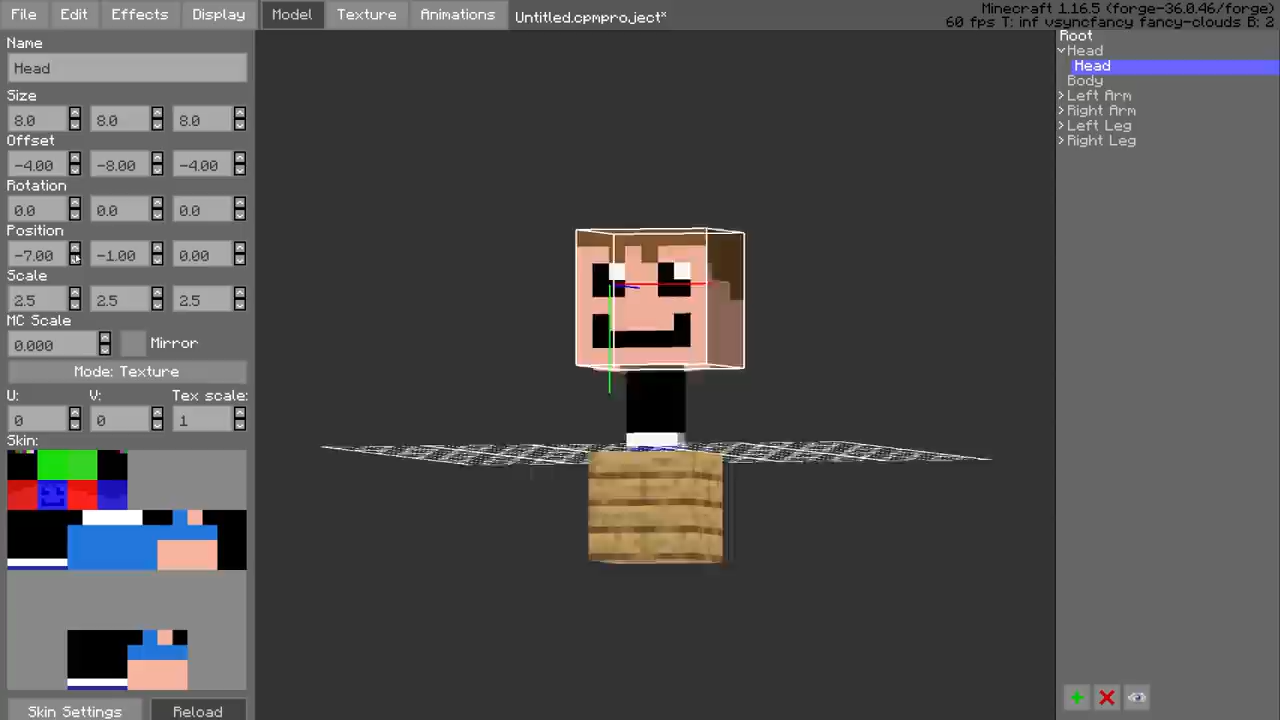 File Edit Effects Display Model Texture Animations Untitled.cpmproject*
Minecraft 1.16.5 (forge-36.0.46/forge)
60 fps T: inf vsyncfancy fancy-clouds B: 2
Name
Head
Size
8.0 8.0 8.0
Offset
-4.00 -8.00 -4.00
Rotation
0.0 0.0 0.0
Position
-7.00 -1.00 0.00
Scale
2.5 2.5 2.5
MC Scale
0.000 Mirror
Mode: Texture
U: V: Tex scale:
0 0 1
Skin:
Skin Settings Reload
Root
Head
Head
Body
Left Arm
Right Arm
Left Leg
Right Leg